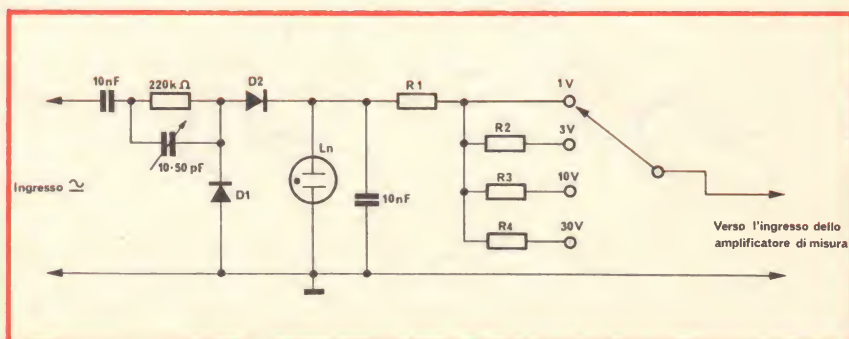 10nF
220kΩ
D2
R1
1V
10-50 pF
R2
3V
Ln
R3
10V
Ingresso ≃
D1
10nF
R4
30V
Verso l'ingresso dello
amplificatore di misura